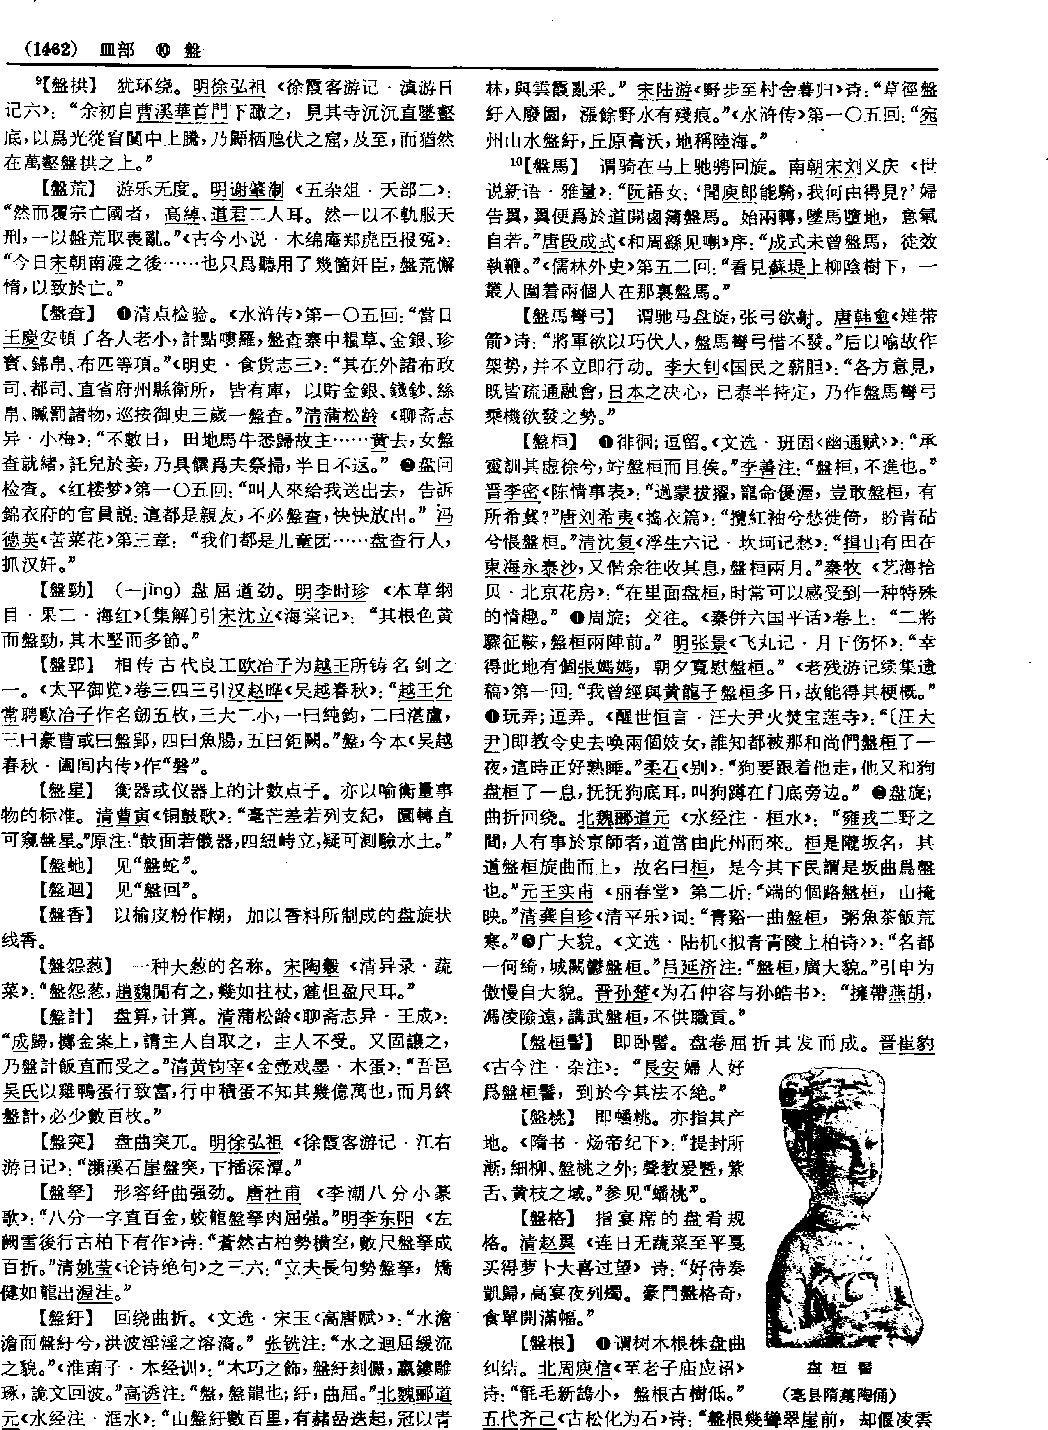 (1462) 皿部 ⑩ 盤
⁹【盤拱】 犹环绕。明徐弘祖《徐霞客游记·滇游日
记六》：“余初自曹溪華首門下瞰之，見其寺沉沉直墜壑
底，以爲光從窅閴中上騰，乃歸栖虺伏之窟，及至，而猶然
在萬壑盤拱之上。”
【盤荒】 游乐无度。明谢肇淛《五杂俎·天部二》：
“然而覆宗亡國者，高緯、道君二人耳。然一以不軌服天
刑，一以盤荒取喪亂。”《古今小说·木绵庵郑虎臣报冤》：
“今日宋朝南渡之後……也只爲聽用了幾箇奸臣，盤荒懈
惰，以致於亡。”
【盤查】 ❶清点检验。《水浒传》第一〇五回：“當日
王慶安頓了各人老小，計點嘍羅，盤查寨中糧草、金銀、珍
寶、錦帛、布匹等項。”《明史·食货志三》：“其在外諸布政
司、都司、直省府州縣衛所，皆有庫，以貯金銀、錢鈔、絲
帛、贓罰諸物，巡按御史三歲一盤查。”清蒲松龄《聊斋志
异·小梅》：“不數日，田地馬牛悉歸故主……黄去，女盤
查就緒，託兒於妾，乃具饌爲夫祭掃，半日不返。”❷盘问
检查。《红楼梦》第一〇五回：“叫人來給我送出去，告訴
錦衣府的官員説：這都是親友，不必盤查，快快放出。”冯
德英《苦菜花》第三章：“我们都是儿童团……盘查行人，
抓汉奸。”
【盤勁】 （—jìng）盘屈遒劲。明李时珍《本草纲
目·果二·海红》〔集解〕引宋沈立《海棠记》：“其根色黄
而盤勁，其木堅而多節。”
【盤郢】 相传古代良工欧冶子为越王所铸名剑之
一。《太平御览》卷三四三引汉赵晔《吴越春秋》：“越王允
常聘歐冶子作名劒五枚，三大二小，一曰純鈎，二曰湛盧，
三曰豪曹或曰盤郢，四曰魚腸，五曰鉅闕。”盤，今本《吴越
春秋·阖闾内传》作“磐”。
【盤星】 衡器或仪器上的计数点子。亦以喻衡量事
物的标准。清曹寅《铜鼓歌》：“毫芒差若列支紀，圜轉直
可窺盤星。”原注：“鼓面若儀器，四紐峙立，疑可測驗水土。”
【盤虵】 见“盤蛇”。
【盤迴】 见“盤回”。
【盤香】 以榆皮粉作糊，加以香料所制成的盘旋状
线香。
【盤怨葱】 一种大葱的名称。宋陶穀《清异录·蔬
菜》：“盤怨葱，趙魏間有之，幾如拄杖，麄但盈尺耳。”
【盤計】 盘算，计算。清蒲松龄《聊斋志异·王成》：
“成歸，擲金案上，請主人自取之，主人不受。又固讓之，
乃盤計飯直而受之。”清黄钧宰《金壶戏墨·木蛋》：“吾邑
吴氏以雞鴨蛋行致富，行中積蛋不知其幾億萬也，而月終
盤計，必少數百枚。”
【盤突】 盘曲突兀。明徐弘祖《徐霞客游记·江右
游日记》：“瀕溪石崖盤突，下插深潭。”
【盤拏】 形容纡曲强劲。唐杜甫《李潮八分小篆
歌》：“八分一字直百金，蛟龍盤拏肉屈强。”明李东阳《左
闕雪後行古柏下有作》诗：“蒼然古柏勢横空，數尺盤拏成
百折。”清姚莹《论诗绝句》之三六：“立夫長句勢盤拏，矯
健如龍出渥洼。”
【盤紆】 回绕曲折。《文选·宋玉〈高唐赋〉》：“水澹
澹而盤紆兮，洪波淫淫之溶㵝。”张铣注：“水之迴屈緩流
之貌。”《淮南子·本经训》：“木巧之飾，盤紆刻儼，嬴鏤雕
琢，詭文回波。”高诱注：“盤，盤龍也；紆，曲屈。”北魏郦道
元《水经注·洭水》：“山盤紆數百里，有赭嵒迭起，冠以青
林，與雲霞亂采。”宋陆游《野步至村舍暮归》诗：“草徑盤
紆入廢園，漲餘野水有殘痕。”《水浒传》第一〇五回：“宛
州山水盤紆，丘原膏沃，地稱陸海。”
¹⁰【盤馬】 谓骑在马上驰骋回旋。南朝宋刘义庆《世
说新语·雅量》：“阮語女：‘聞庾郎能騎，我何由得見？’婦
告翼，翼便爲於道開鹵簿盤馬。始兩轉，墜馬墮地，意氣
自若。”唐段成式《和周繇见嘲》序：“成式未曾盤馬，徒效
執鞭。”《儒林外史》第五二回：“看見蘇堤上柳陰樹下，一
叢人圍着兩個人在那裏盤馬。”
【盤馬彎弓】 谓驰马盘旋，张弓欲射。唐韩愈《雉带
箭》诗：“將軍欲以巧伏人，盤馬彎弓惜不發。”后以喻故作
架势，并不立即行动。李大钊《国民之薪胆》：“各方意見，
既皆疏通融會，日本之决心，已泰半持定，乃作盤馬彎弓
乘機欲發之勢。”
【盤桓】 ❶徘徊；逗留。《文选·班固〈幽通赋〉》：“承
靈訓其虚徐兮，竚盤桓而且俟。”李善注：“盤桓，不進也。”
晋李密《陈情事表》：“過蒙拔擢，寵命優渥，豈敢盤桓，有
所希冀？”唐刘希夷《捣衣篇》：“攬紅袖兮愁徙倚，盼青砧
兮悵盤桓。”清沈复《浮生六记·坎坷记愁》：“揖山有田在
東海永泰沙，又偕余往收其息，盤桓兩月。”秦牧《艺海拾
贝·北京花房》：“在里面盘桓，时常可以感受到一种特殊
的情趣。”❷周旋；交往。《秦併六国平话》卷上：“二將
驟征鞍，盤桓兩陣前。”明张景《飞丸记·月下伤怀》：“幸
得此地有個張媽媽，朝夕寬慰盤桓。”《老残游记续集遗
稿》第一回：“我曾經與黄龍子盤桓多日，故能得其梗概。”
❸玩弄；逗弄。《醒世恒言·汪大尹火焚宝莲寺》：“〔汪大
尹〕即教令史去唤兩個妓女，誰知都被那和尚們盤桓了一
夜，這時正好熟睡。”柔石《别》：“狗要跟着他走，他又和狗
盘桓了一息，抚抚狗底耳，叫狗蹲在门底旁边。”❹盘旋；
曲折回绕。北魏郦道元《水经注·桓水》：“雍戎二野之
間，人有事於京師者，道當由此州而來。桓是隴坂名，其
道盤桓旋曲而上，故名曰桓，是今其下民謂是坂曲爲盤
也。”元王实甫《丽春堂》第二折：“端的個路盤桓，山掩
映。”清龚自珍《清平乐》词：“青谿一曲盤桓，粥魚茶飯荒
寒。”❺广大貌。《文选·陆机〈拟青青陵上柏诗〉》：“名都
一何绮，城闕鬱盤桓。”吕延济注：“盤桓，廣大貌。”引申为
傲慢自大貌。晋孙楚《为石仲容与孙皓书》：“擁帶燕胡，
馮凌險遠，講武盤桓，不供職貢。”
【盤桓髻】 即卧髻。盘卷屈折其发而成。晋崔豹
《古今注·杂注》：“長安婦人好
爲盤桓髻，到於今其法不絶。”
【盤桃】 即蟠桃。亦指其产
地。《隋书·炀帝纪下》：“提封所
漸，細柳、盤桃之外；聲教爰暨，紫
舌、黄枝之域。”参见“蟠桃”。
【盤格】 指宴席的盘肴规
格。清赵翼《连日无蔬菜至平戛
买得萝卜大喜过望》诗：“好待奏
凱歸，高宴夜列燭。豪門盤格奇，
食單開滿幅。”
【盤根】 ❶谓树木根株盘曲
纠结。北周庾信《至老子庙应诏》
诗：“氄毛新鵠小，盤根古樹低。”
五代齐己《古松化为石》诗：“盤根幾聳翠崖前，却偃凌雲
盘桓髻
（亳县隋墓陶俑）